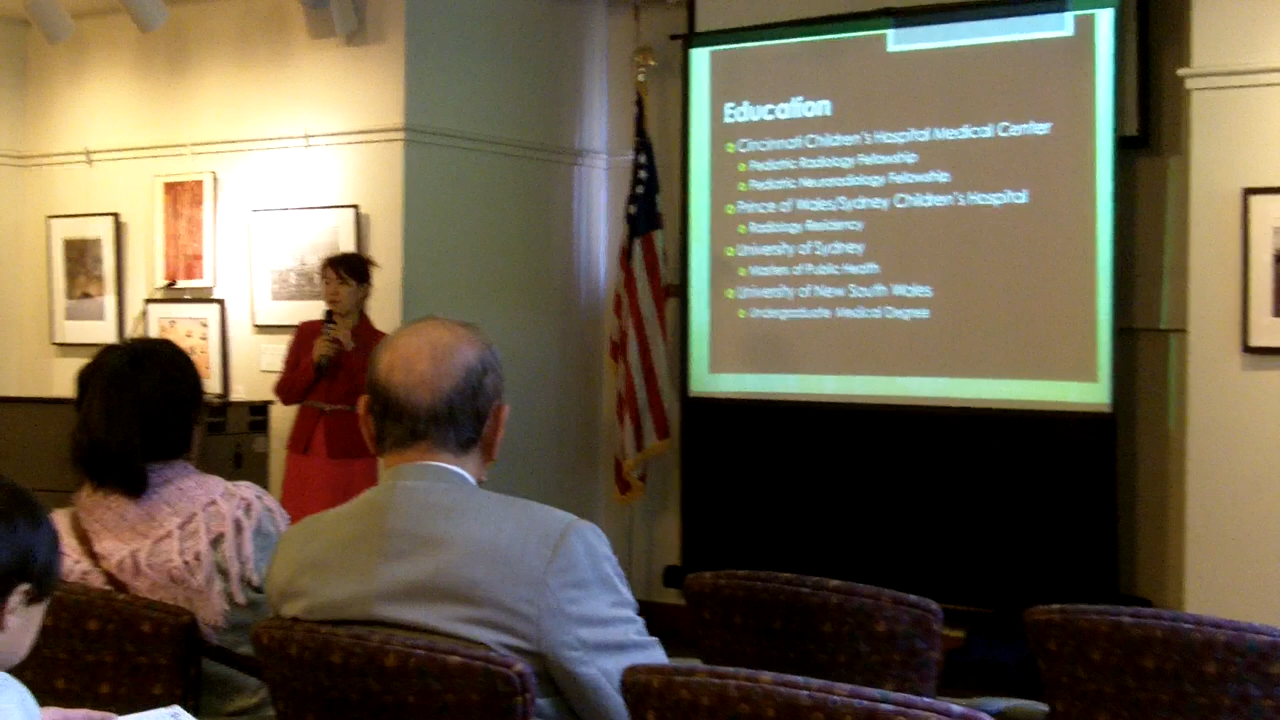 Education
Cincinnati Children's Hospital Medical Center
Pediatric Radiology Fellowship
Pediatric Neuroradiology Fellowship
Prince of Wales/Sydney Children's Hospital
Radiology Residency
University of Sydney
Masters of Public Health
University of New South Wales
Undergraduate Medical Degree